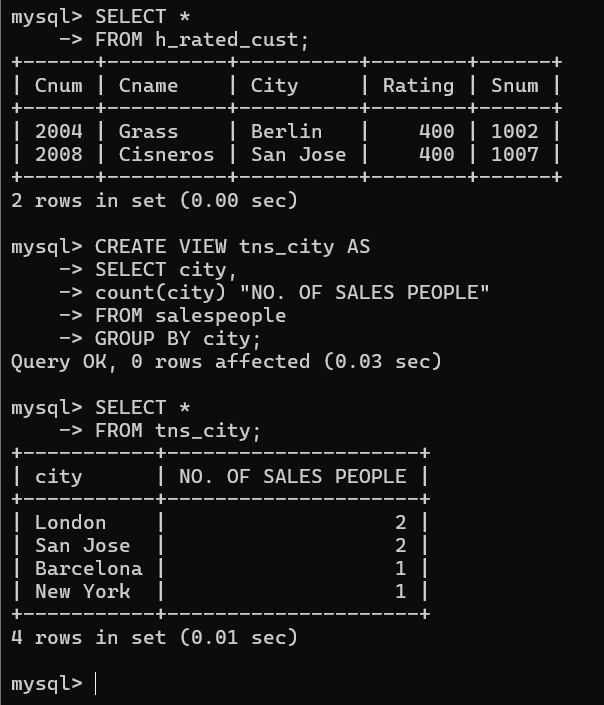 mysql> SELECT *
    -> FROM h_rated_cust;
+------+----------+----------+--------+------+
| Cnum | Cname    | City     | Rating | Snum |
+------+----------+----------+--------+------+
| 2004 | Grass    | Berlin   |    400 | 1002 |
| 2008 | Cisneros | San Jose |    400 | 1007 |
+------+----------+----------+--------+------+
2 rows in set (0.00 sec)

mysql> CREATE VIEW tns_city AS
    -> SELECT city,
    -> count(city) "NO. OF SALES PEOPLE"
    -> FROM salespeople
    -> GROUP BY city;
Query OK, 0 rows affected (0.03 sec)

mysql> SELECT *
    -> FROM tns_city;
+-----------+---------------------+
| city      | NO. OF SALES PEOPLE |
+-----------+---------------------+
| London    |                   2 |
| San Jose  |                   2 |
| Barcelona |                   1 |
| New York  |                   1 |
+-----------+---------------------+
4 rows in set (0.01 sec)

mysql>